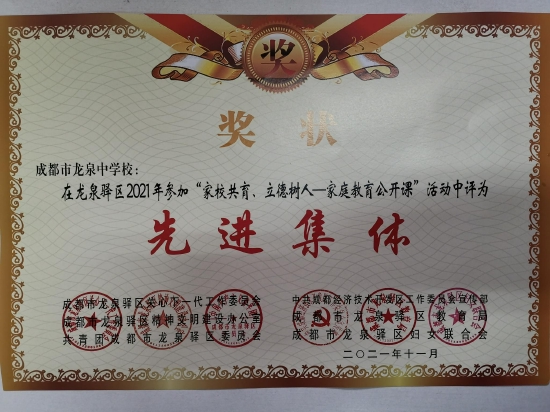 奖
奖状
成都市龙泉中学校：
在龙泉驿区2021年参加“家校共育、立德树人—家庭教育公开课”活动中评为
先进集体
成都市龙泉驿区关心下一代工作委员会
成都市龙泉驿区精神文明建设办公室
共青团成都市龙泉驿区委员会
中共成都经济技术开发区工作委员会宣传部
成都市龙泉驿区教育局
成都市龙泉驿区妇女联合会
二〇二一年十一月